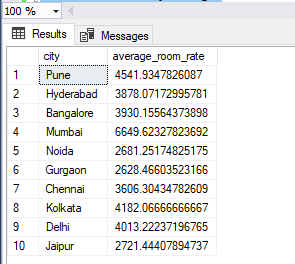 100 %
Results Messages
city average_room_rate
1 Pune 4541.9347826087
2 Hyderabad 3878.07172995781
3 Bangalore 3930.15564373898
4 Mumbai 6649.62327823692
5 Noida 2681.25174825175
6 Gurgaon 2628.46603523166
7 Chennai 3606.30434782609
8 Kolkata 4182.06666666667
9 Delhi 4013.22237196765
10 Jaipur 2721.44407894737